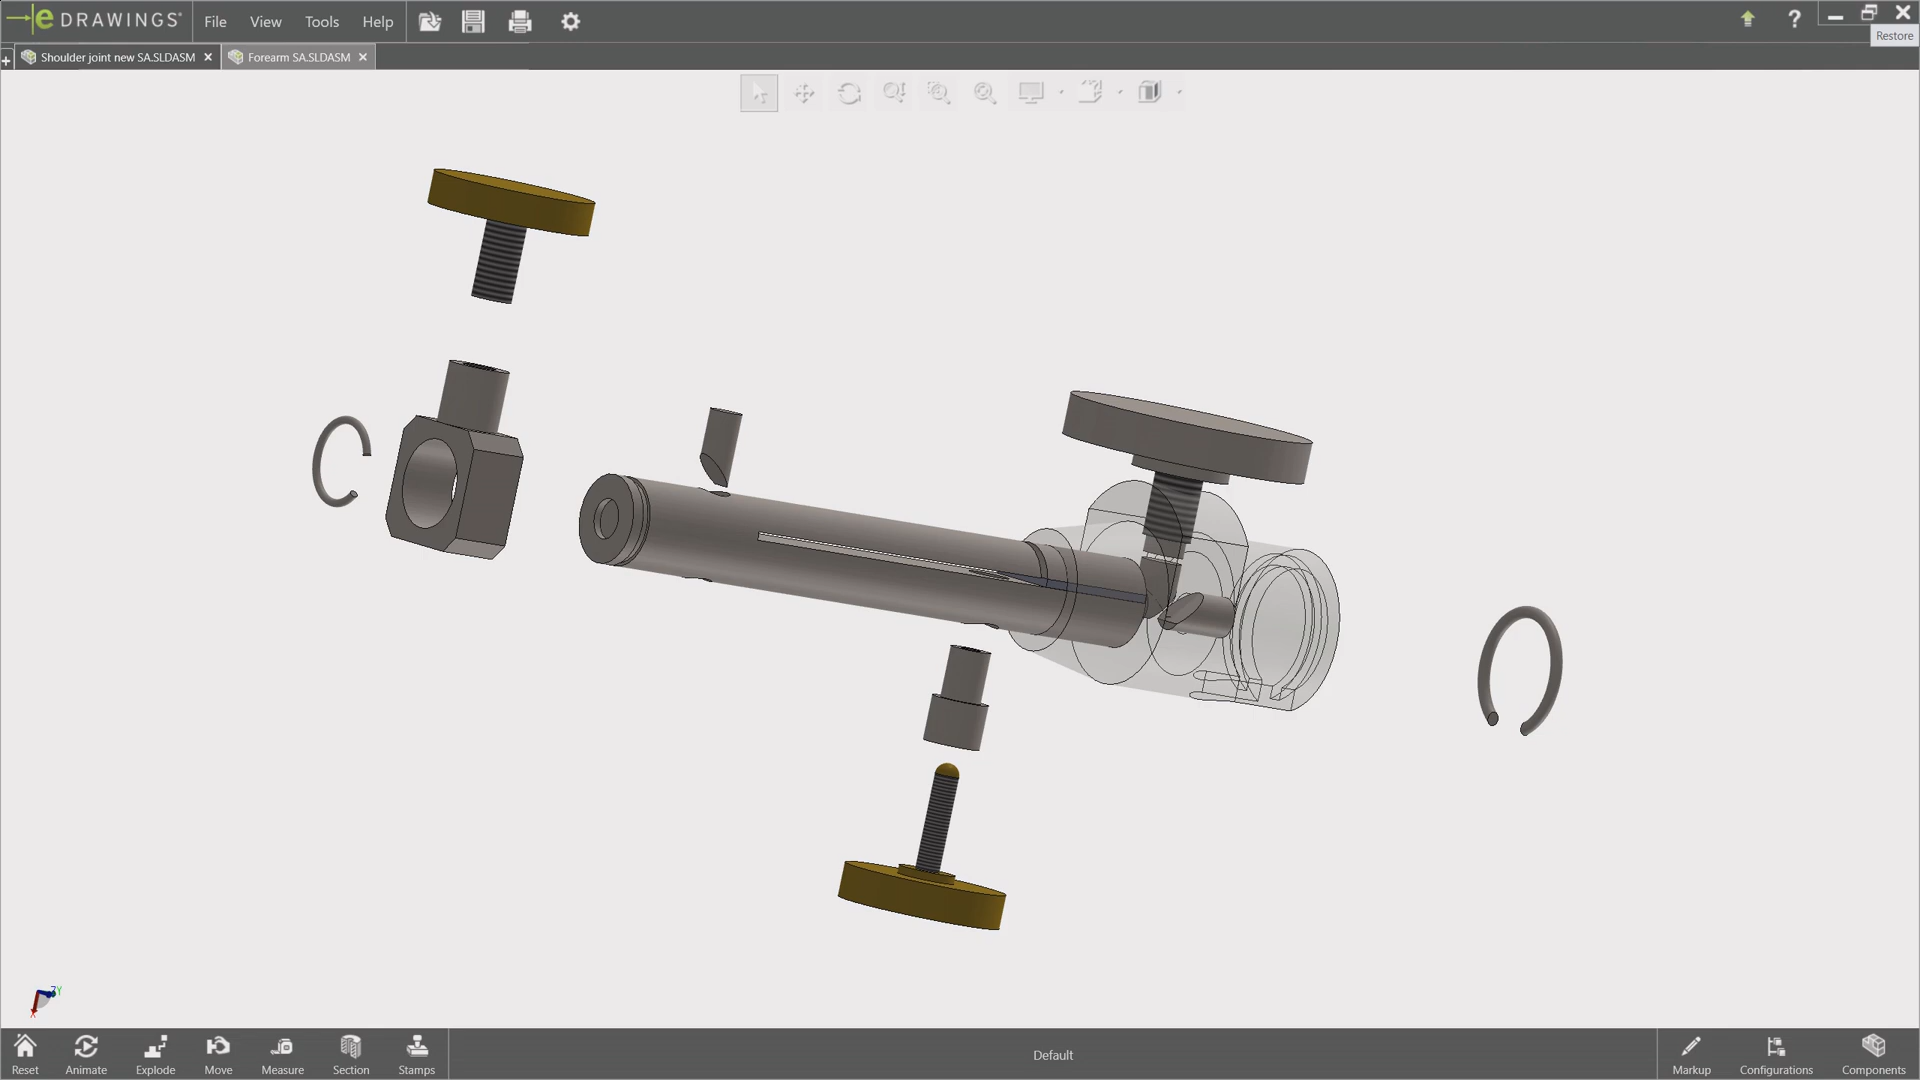 eDRAWINGS® File View Tools Help
Restore
Shoulder joint new SA.SLDASM Forearm SA.SLDASM
Z Y
X
Default
Reset Animate Explode Move Measure Section Stamps Markup Configurations Components